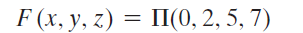 F(x, y, z) = Π(0, 2, 5, 7)